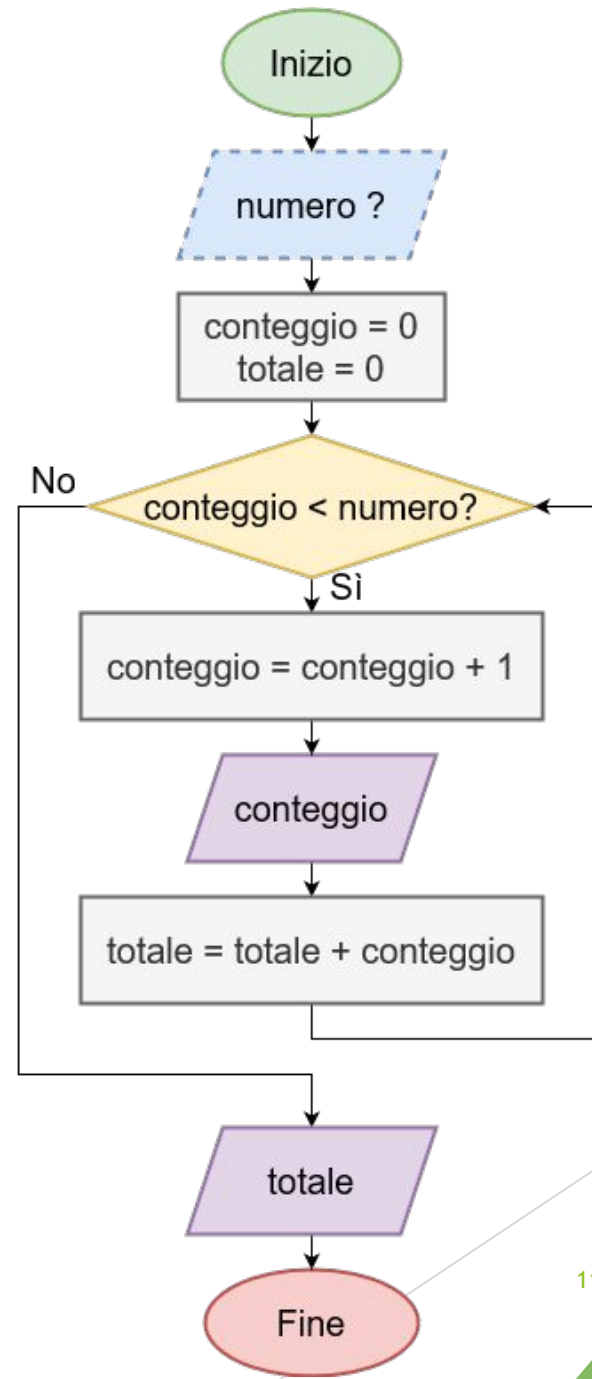 Inizio
numero ?
conteggio = 0
totale = 0
No
conteggio < numero?
Sì
conteggio = conteggio + 1
conteggio
totale = totale + conteggio
totale
Fine